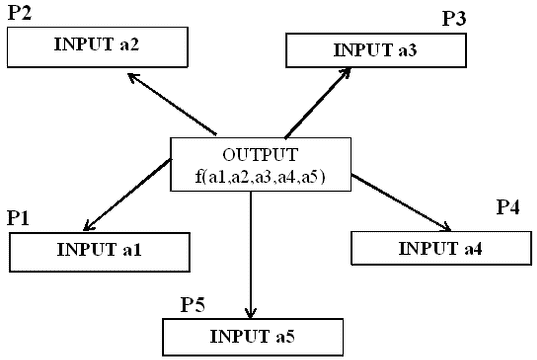 P2
INPUT a2
P3
INPUT a3
OUTPUT
f(a1,a2,a3,a4,a5)
P1
INPUT a1
P4
INPUT a4
P5
INPUT a5